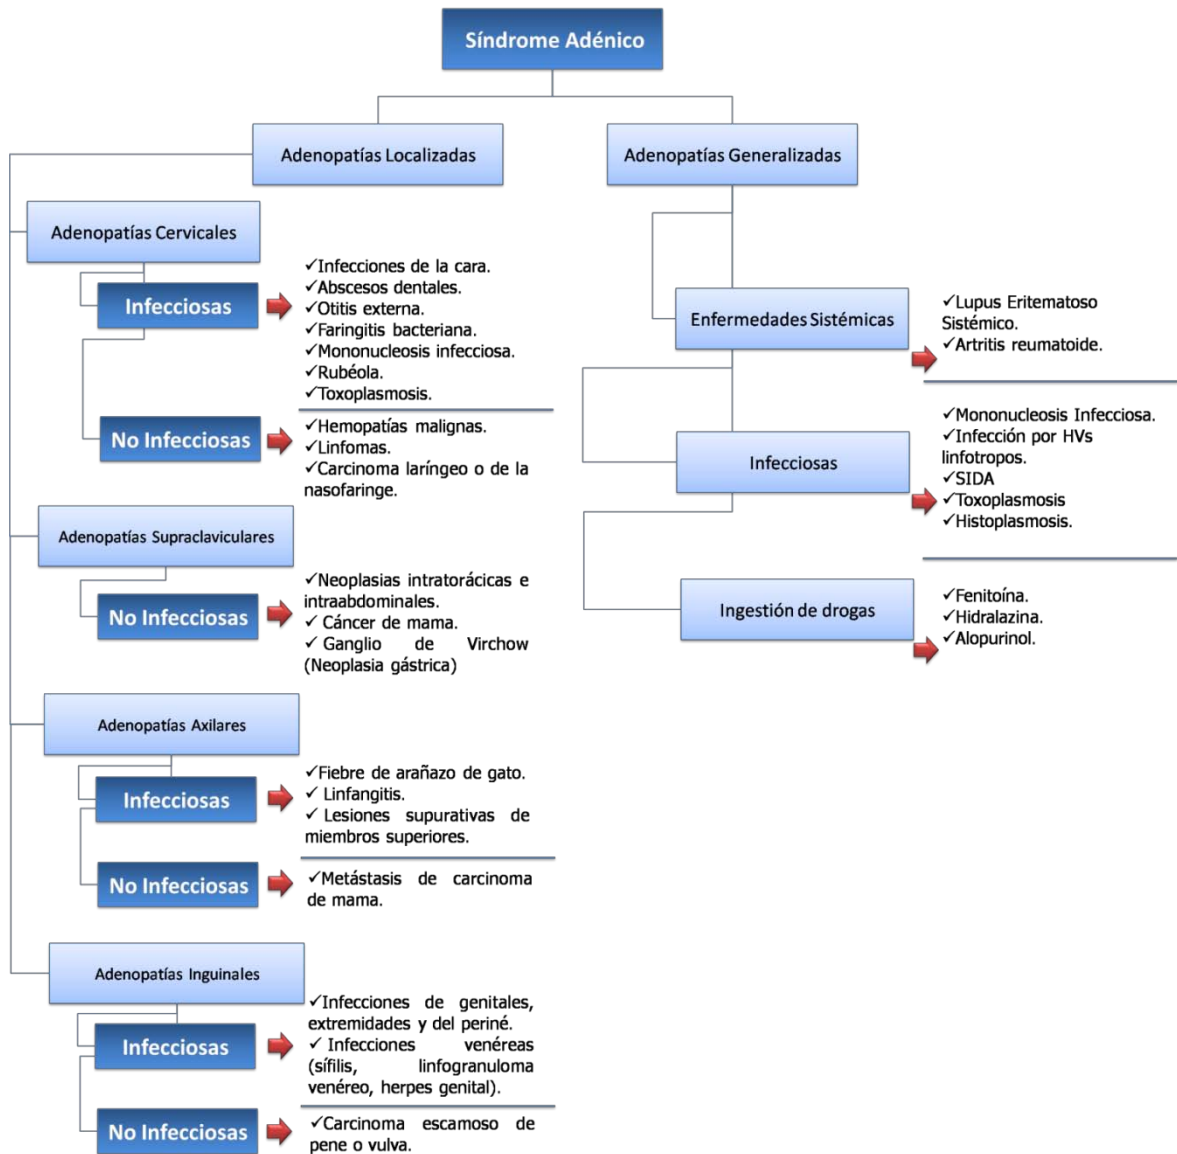 Síndrome Adénico
Adenopatías Localizadas
Adenopatías Generalizadas
Adenopatías Cervicales
Infecciosas
✓Infecciones de la cara.
✓Abscesos dentales.
✓Otitis externa.
✓Faringitis bacteriana.
✓Mononucleosis infecciosa.
✓Rubéola.
✓Toxoplasmosis.
No Infecciosas
✓Hemopatías malignas.
✓Linfomas.
✓Carcinoma laríngeo o de la
nasofaringe.
Adenopatías Supraclaviculares
No Infecciosas
✓Neoplasias intratorácicas e
intraabdominales.
✓ Cáncer de mama.
✓ Ganglio de Virchow
(Neoplasia gástrica)
Adenopatías Axilares
Infecciosas
✓Fiebre de arañazo de gato.
✓ Linfangitis.
✓ Lesiones supurativas de
miembros superiores.
No Infecciosas
✓Metástasis de carcinoma
de mama.
Adenopatías Inguinales
Infecciosas
✓Infecciones de genitales,
extremidades y del periné.
✓ Infecciones venéreas
(sífilis, linfogranuloma
venéreo, herpes genital).
No Infecciosas
✓Carcinoma escamoso de
pene o vulva.
Enfermedades Sistémicas
✓Lupus Eritematoso
Sistémico.
✓Artritis reumatoide.
Infecciosas
✓Mononucleosis Infecciosa.
✓Infección por HVs
linfotropos.
✓SIDA
✓Toxoplasmosis
✓Histoplasmosis.
Ingestión de drogas
✓Fenitoína.
✓Hidralazina.
✓Alopurinol.